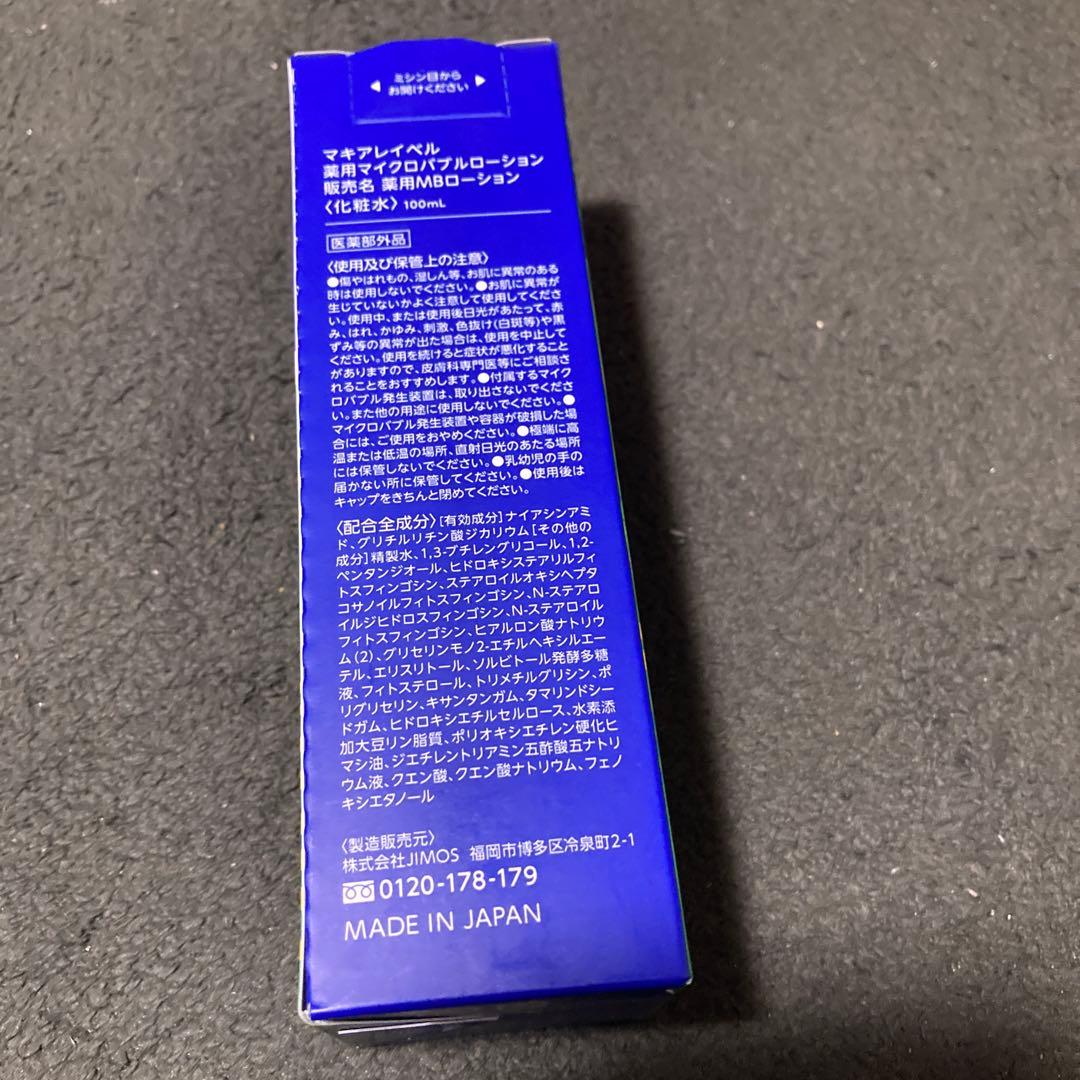 ミシン目から
お開けください
マキアレイベル
薬用マイクロバブルローション
販売名 薬用MBローション
〈化粧水〉 100mL
医薬部外品
〈使用及び保管上の注意〉
●傷やはれもの、湿しん等、お肌に異常のある
時は使用しないでください。●お肌に異常が
生じていないかよく注意して使用してくださ
い。使用中、または使用後日光があたって、赤
み、はれ、かゆみ、刺激、色抜け(白斑等)や黒
ずみ等の異常が出た場合は、使用を中止して
ください。使用を続けると症状が悪化すること
がありますので、皮膚科専門医等にご相談さ
れることをおすすめします。●付属するマイク
ロバブル発生装置は、取り出さないでくださ
い。また他の用途に使用しないでください。●
マイクロバブル発生装置や容器が破損した場
合には、ご使用をおやめください。●極端に高
温または低温の場所、直射日光のあたる場所
には保管しないでください。●乳幼児の手の
届かない所に保管してください。●使用後は
キャップをきちんと閉めてください。
〈配合全成分〉[有効成分]ナイアシンアミ
ド、グリチルリチン酸ジカリウム[その他の
成分]精製水、1,3-ブチレングリコール、1,2-
ペンタンジオール、ヒドロキシステアリルフィ
トスフィンゴシン、ステアロイルオキシヘプタ
コサノイルフィトスフィンゴシン、N-ステアロ
イルジヒドロスフィンゴシン、N-ステアロイル
フィトスフィンゴシン、ヒアルロン酸ナトリウ
ム(2)、グリセリンモノ2-エチルヘキシルエー
テル、エリスリトール、ソルビトール発酵多糖
液、フィトステロール、トリメチルグリシン、ポ
リグリセリン、キサンタンガム、タマリンドシー
ドガム、ヒドロキシエチルセルロース、水素添
加大豆リン脂質、ポリオキシエチレン硬化ヒ
マシ油、ジエチレントリアミン五酢酸五ナトリ
ウム液、クエン酸、クエン酸ナトリウム、フェノ
キシエタノール
〈製造販売元〉
株式会社JIMOS 福岡市博多区冷泉町2-1
0120-178-179
MADE IN JAPAN